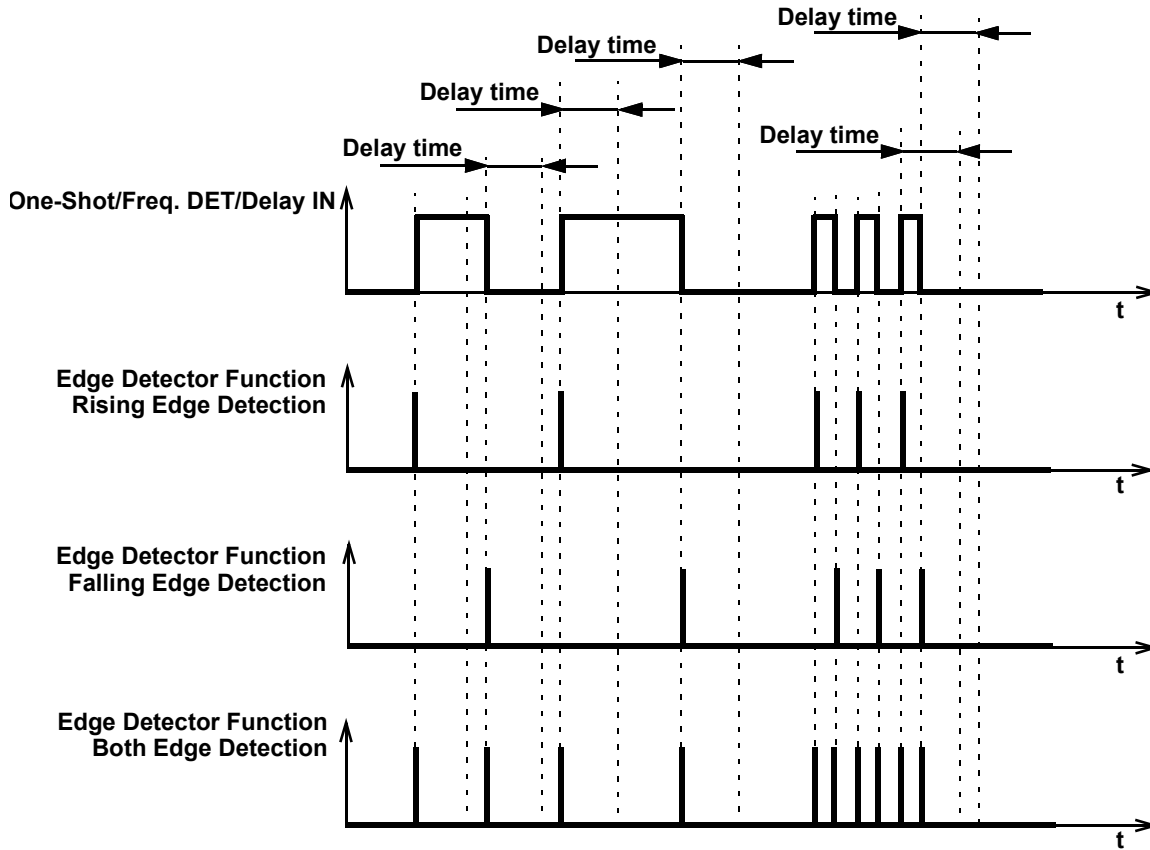 Delay time
Delay time
Delay time
Delay time
Delay time
One-Shot/Freq. DET/Delay IN
t
Edge Detector Function
Rising Edge Detection
t
Edge Detector Function
Falling Edge Detection
t
Edge Detector Function
Both Edge Detection
t